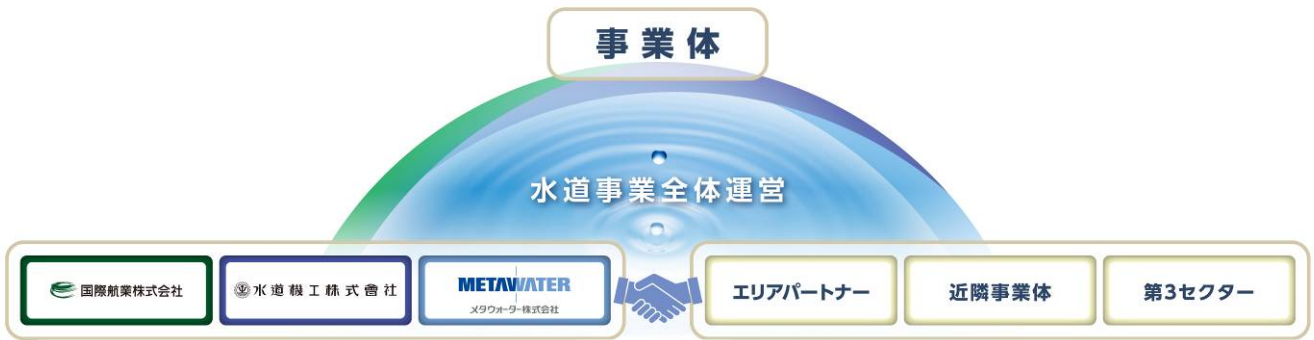 事業体
水道事業全体運営
国際航業株式会社
水道機工株式會社
METAWATER
メタウォーター株式会社
エリアパートナー
近隣事業体
第3セクター